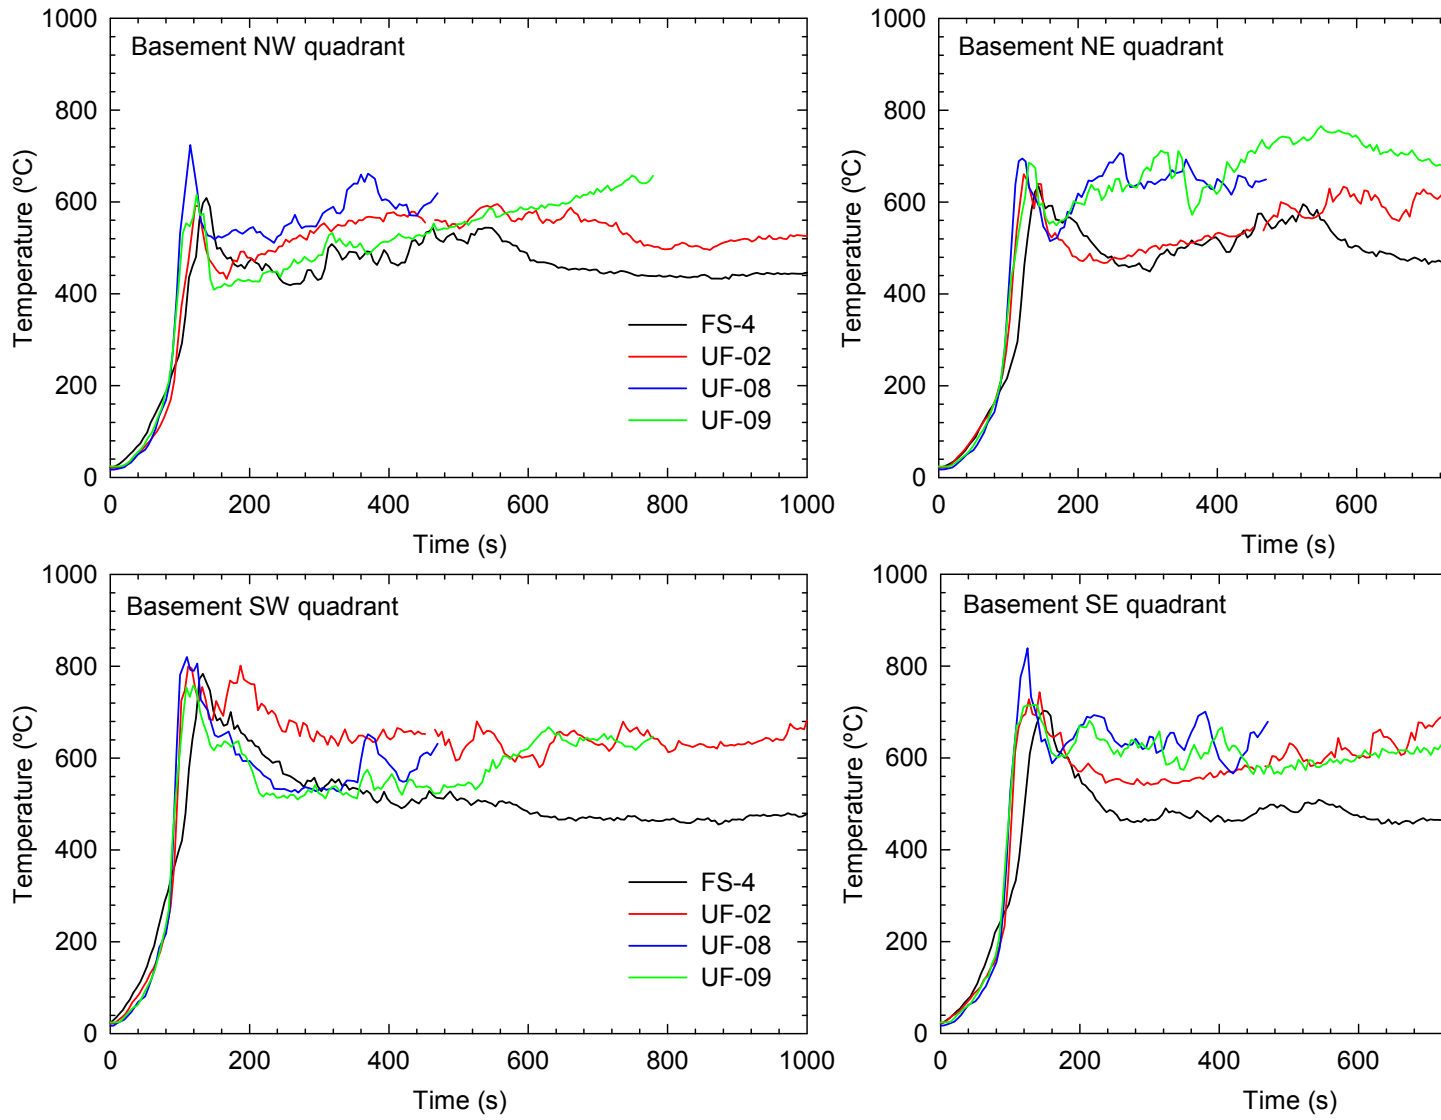 1000
800
600
400
200
0
Temperature (ºC)
Basement NW quadrant
FS-4
UF-02
UF-08
UF-09
0 200 400 600 800 1000
Time (s)
1000
800
600
400
200
0
Temperature (ºC)
Basement NE quadrant
0 200 400 600
Time (s)
1000
800
600
400
200
0
Temperature (ºC)
Basement SW quadrant
FS-4
UF-02
UF-08
UF-09
0 200 400 600 800 1000
Time (s)
1000
800
600
400
200
0
Temperature (ºC)
Basement SE quadrant
0 200 400 600
Time (s)